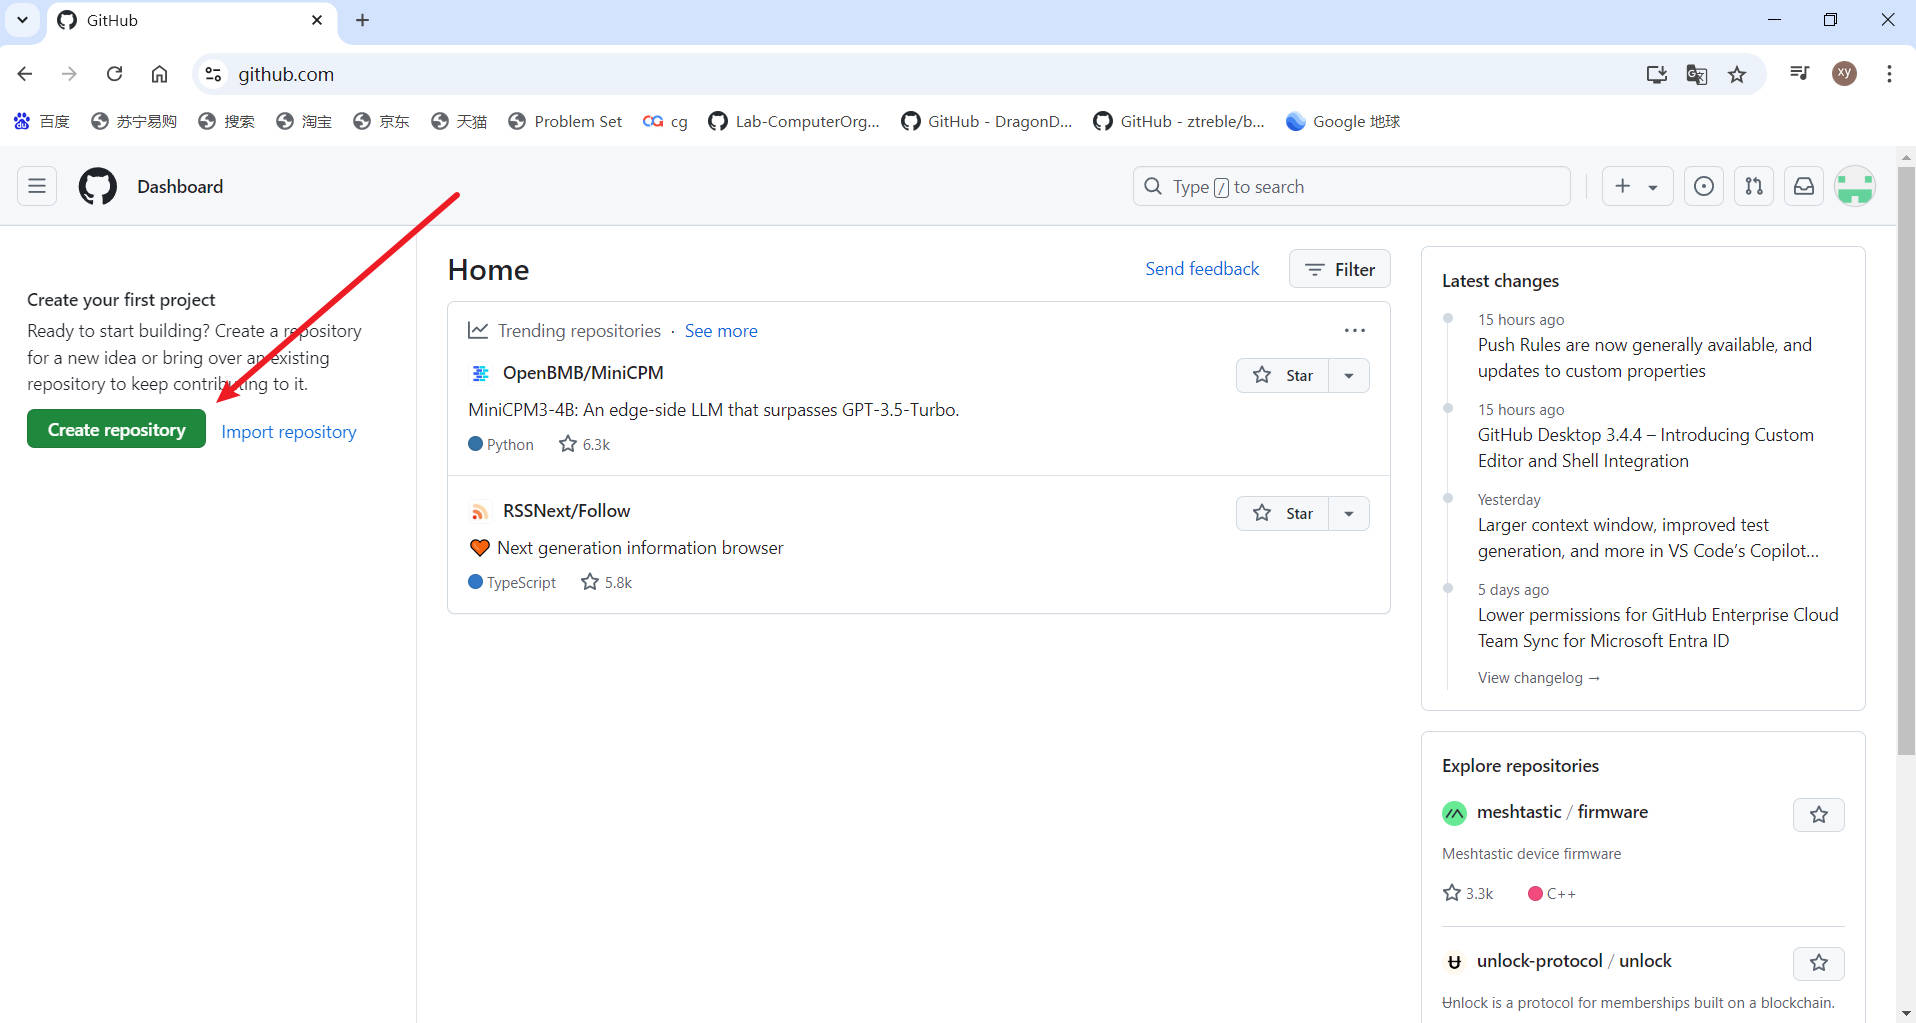 GitHub
github.com
百度
苏宁易购
搜索
淘宝
京东
天猫
Problem Set
cg
Lab-ComputerOrg...
GitHub - DragonD...
GitHub - ztreble/b...
Google 地球
xy
Dashboard
Type / to search
Create your first project
Ready to start building? Create a repository
for a new idea or bring over an existing
repository to keep contributing to it.
Create repository
Import repository
Home
Send feedback
Filter
Trending repositories · See more
OpenBMB/MiniCPM
Star
MiniCPM3-4B: An edge-side LLM that surpasses GPT-3.5-Turbo.
Python
6.3k
RSSNext/Follow
Star
Next generation information browser
TypeScript
5.8k
Latest changes
15 hours ago
Push Rules are now generally available, and
updates to custom properties
15 hours ago
GitHub Desktop 3.4.4 – Introducing Custom
Editor and Shell Integration
Yesterday
Larger context window, improved test
generation, and more in VS Code’s Copilot...
5 days ago
Lower permissions for GitHub Enterprise Cloud
Team Sync for Microsoft Entra ID
View changelog →
Explore repositories
meshtastic / firmware
Meshtastic device firmware
3.3k
C++
unlock-protocol / unlock
Unlock is a protocol for memberships built on a blockchain.